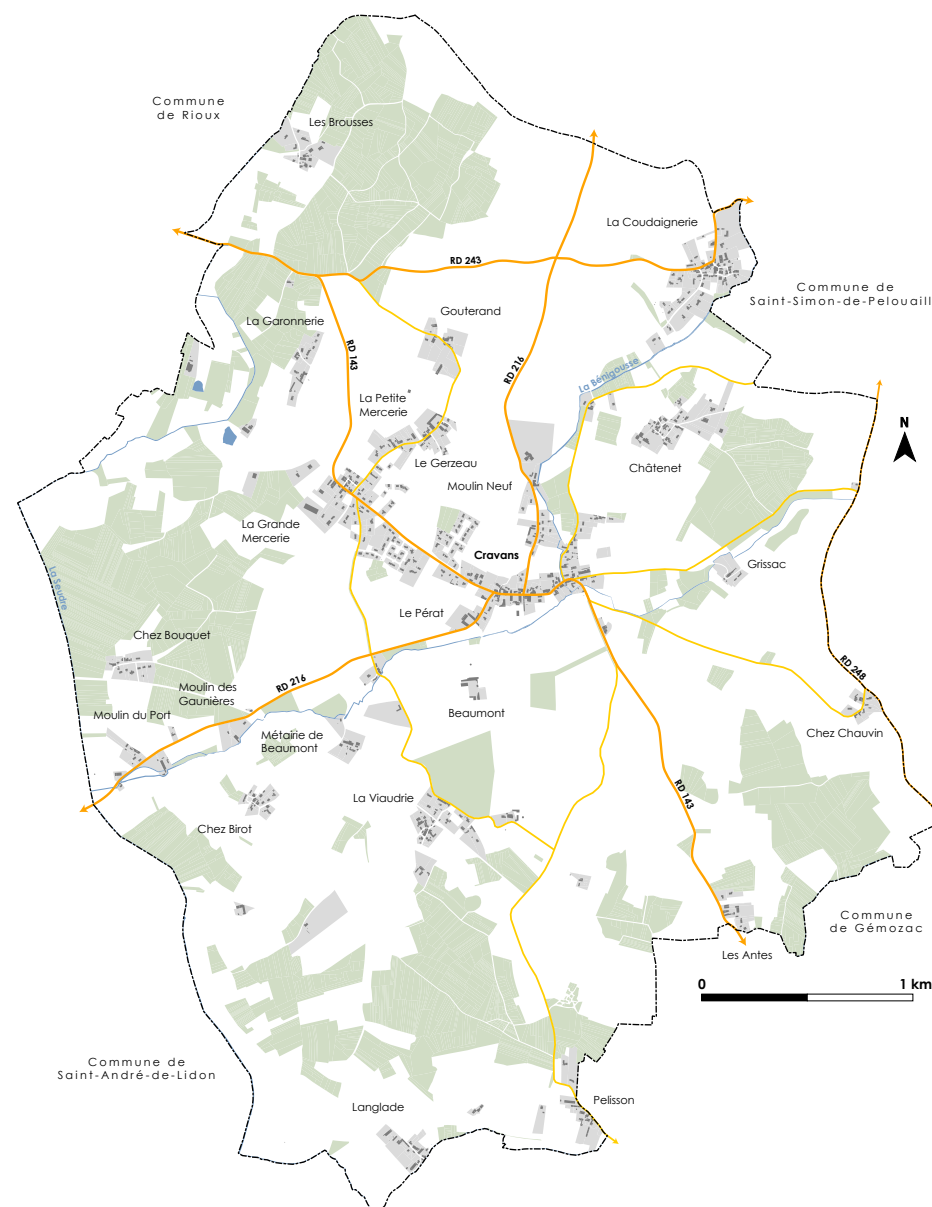 Commune
de Rioux
Les Brousses
La Coudaignerie
RD 243
Commune de
Saint-Simon-de-Pelouaill
La Garonnerie
Gouterand
RD 143
RD 216
La Bénigousse
La Petite
Mercerie
N
Le Gerzeau
Châtenet
Moulin Neuf
La Grande
Mercerie
Cravans
Grissac
La Seudre
Le Pérat
Chez Bouquet
RD 248
Moulin des
Gaunières
RD 216
Moulin du Port
Beaumont
Chez Chauvin
Métairie de
Beaumont
La Viaudrie
RD 143
Chez Birot
Commune
de Gémozac
Les Antes
0 1 km
Commune de
Saint-André-de-Lidon
Langlade
Pelisson